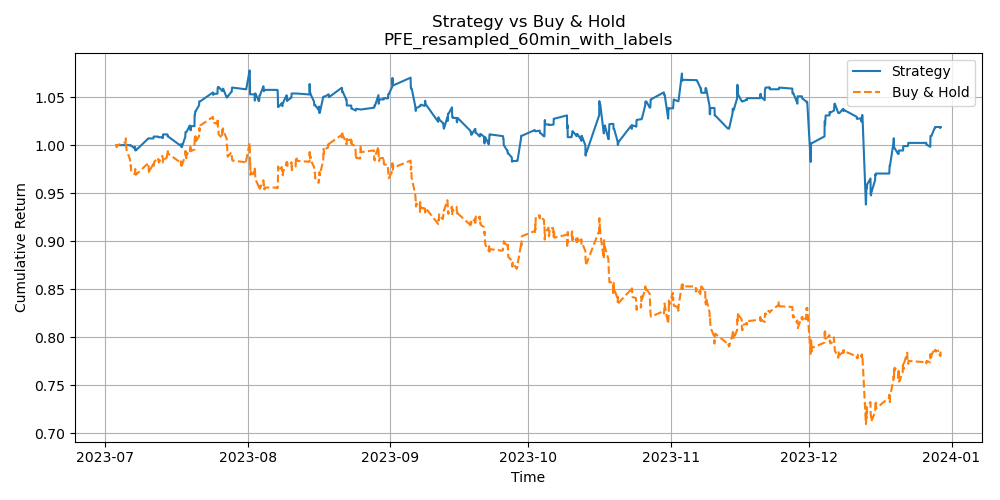 Strategy vs Buy & Hold
PFE_resampled_60min_with_labels
Strategy
Buy & Hold
Cumulative Return
1.05
1.00
0.95
0.90
0.85
0.80
0.75
0.70
2023-07 2023-08 2023-09 2023-10 2023-11 2023-12 2024-01
Time